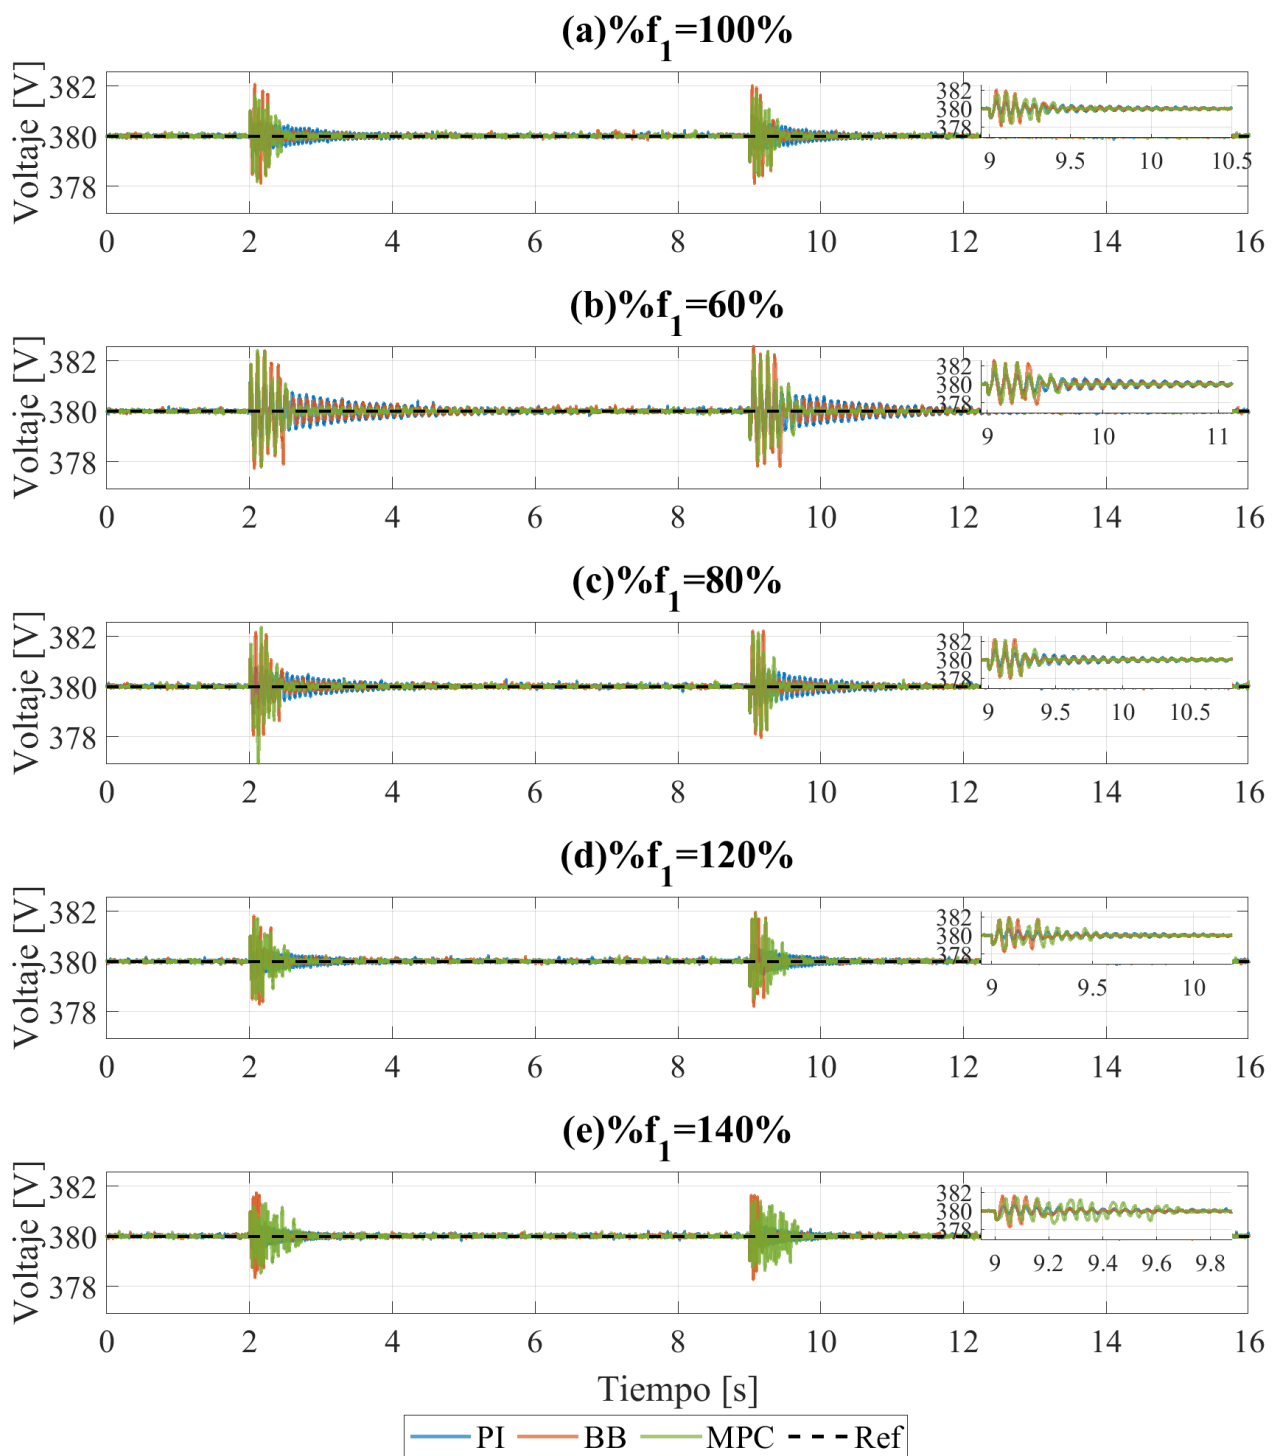 (a)%f1=100%
Voltaje [V]
382
380
378
0 2 4 6 8 10 12 14 16
382
380
378
9 9.5 10 10.5
(b)%f1=60%
Voltaje [V]
382
380
378
0 2 4 6 8 10 12 14 16
382
380
378
9 10 11
(c)%f1=80%
Voltaje [V]
382
380
378
0 2 4 6 8 10 12 14 16
382
380
378
9 9.5 10 10.5
(d)%f1=120%
Voltaje [V]
382
380
378
0 2 4 6 8 10 12 14 16
382
380
378
9 9.5 10
(e)%f1=140%
Voltaje [V]
382
380
378
0 2 4 6 8 10 12 14 16
382
380
378
9 9.2 9.4 9.6 9.8
Tiempo [s]
PI BB MPC Ref